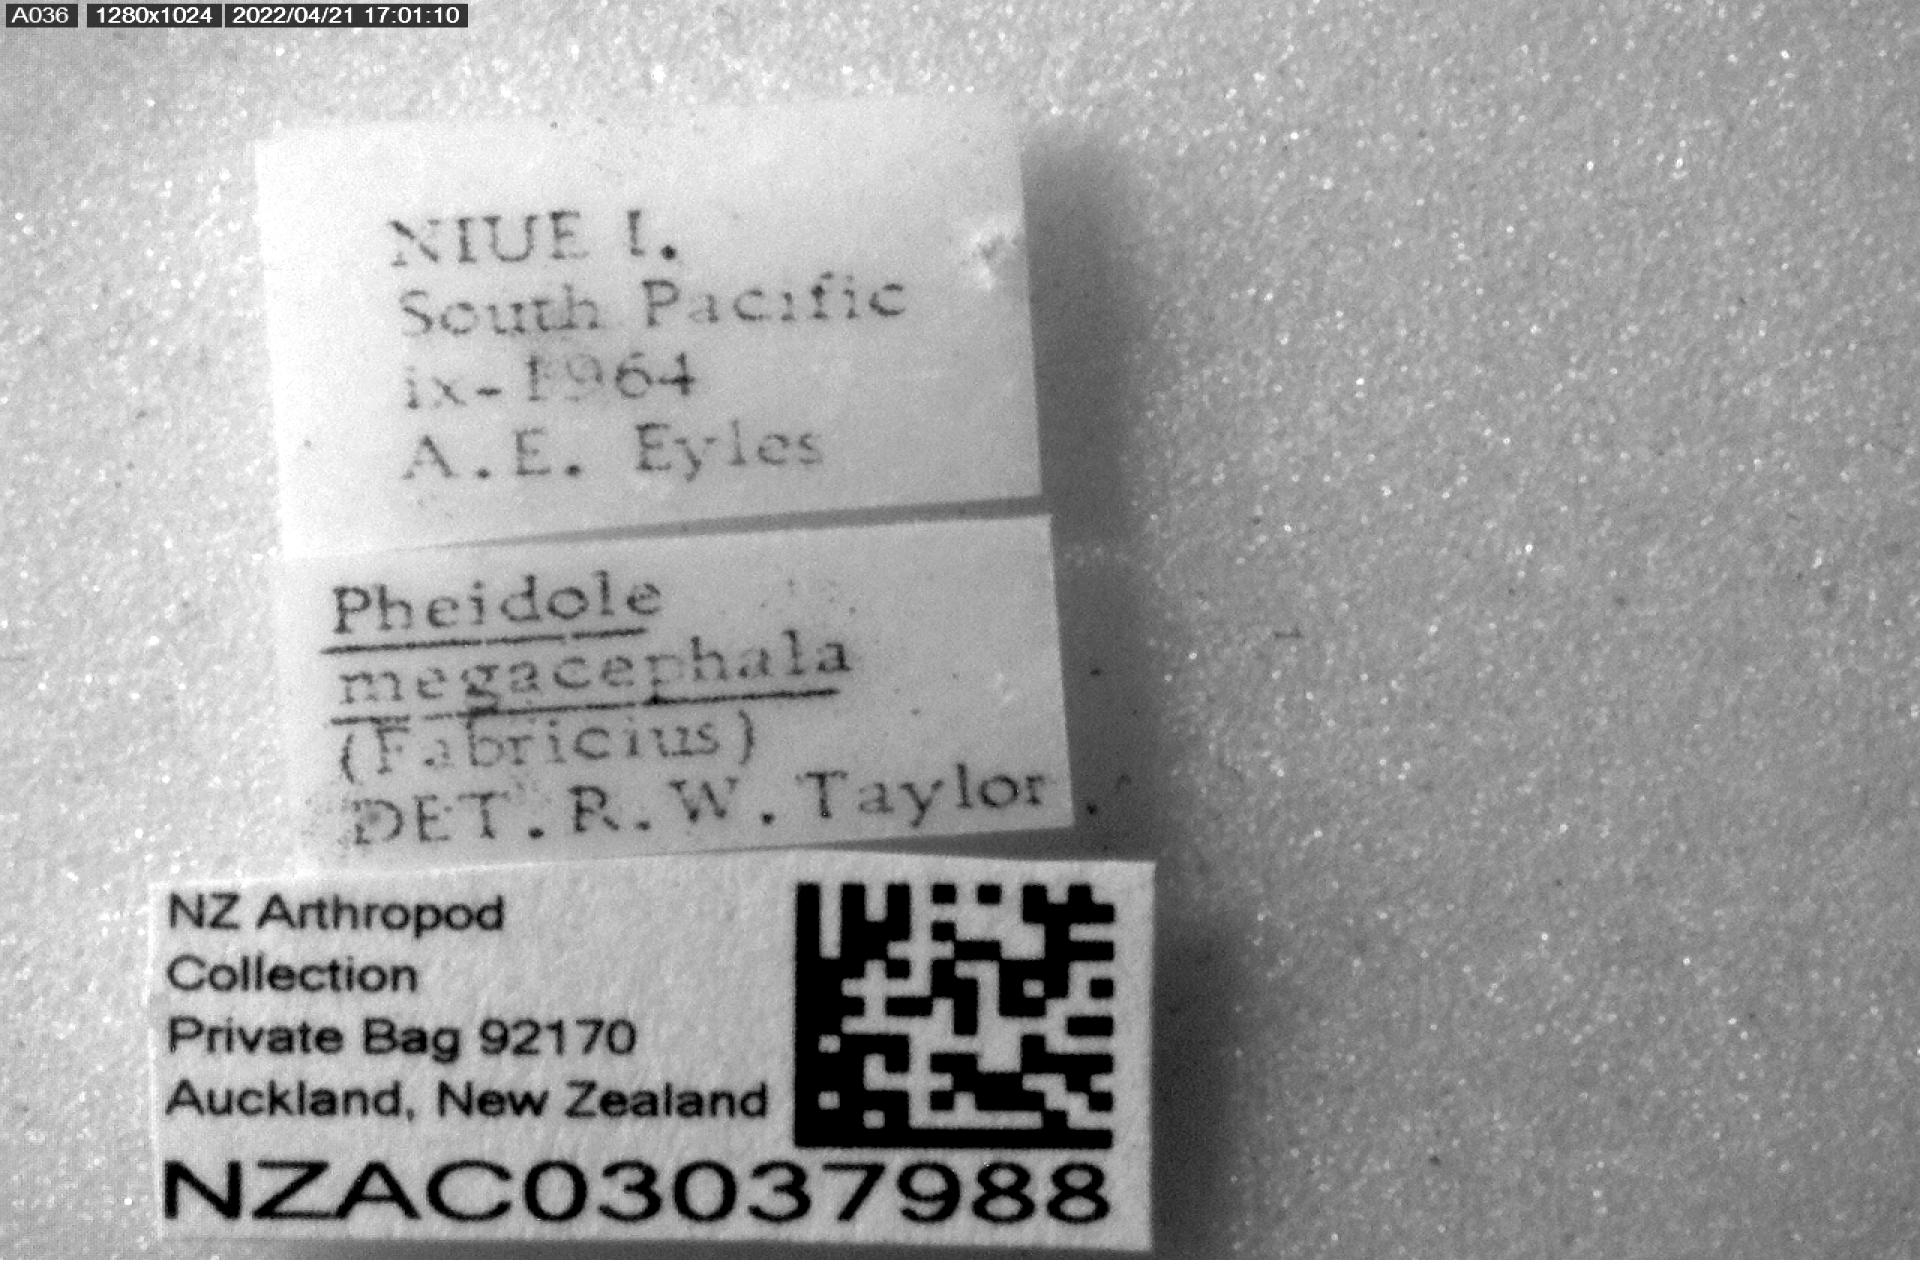 A036 1280x1024 2022/04/21 17:01:10
NIUE I.
South Pacific
ix-1964
A.E. Eyles
Pheidole
megacephala
(Fabricius)
DET.R.W.Taylor.
NZ Arthropod
Collection
Private Bag 92170
Auckland, New Zealand
NZAC03037988